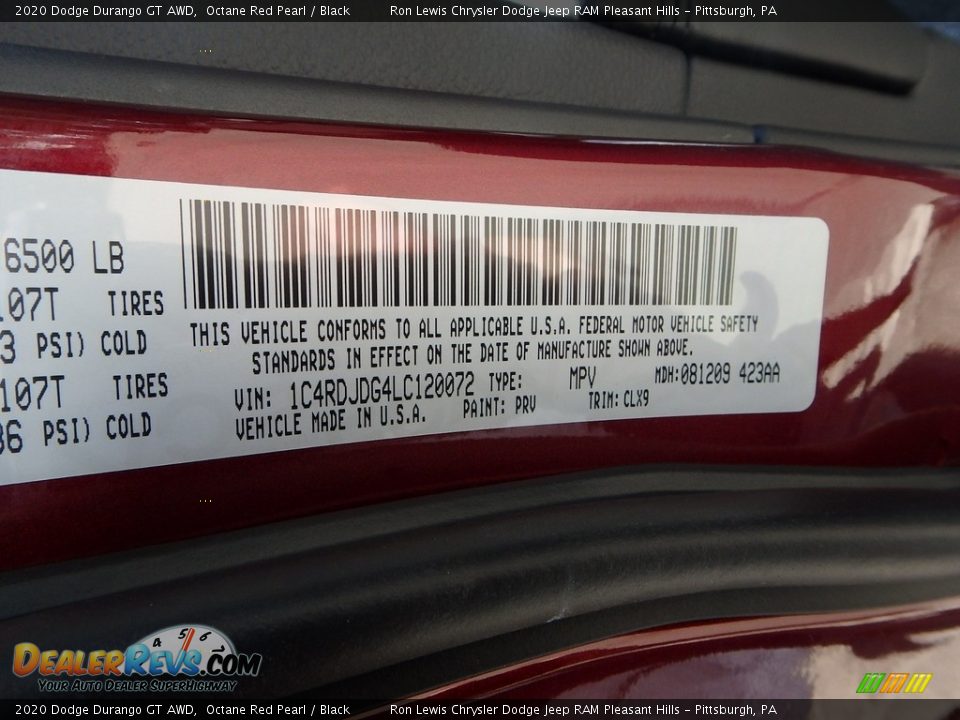 2020 Dodge Durango GT AWD, Octane Red Pearl / Black Ron Lewis Chrysler Dodge Jeep RAM Pleasant Hills - Pittsburgh, PA
6500 LB
107T TIRES
3 PSI) COLD
107T TIRES
36 PSI) COLD
THIS VEHICLE CONFORMS TO ALL APPLICABLE U.S.A. FEDERAL MOTOR VEHICLE SAFETY
STANDARDS IN EFFECT ON THE DATE OF MANUFACTURE SHOWN ABOVE.
VIN: 1C4RDJDG4LC120072 TYPE: MPV MDH:081209 423AA
VEHICLE MADE IN U.S.A. PAINT: PRV TRIM: CLX9
4 5 6
DealerRevs.com
Your Auto Dealer SuperHighway
2020 Dodge Durango GT AWD, Octane Red Pearl / Black Ron Lewis Chrysler Dodge Jeep RAM Pleasant Hills - Pittsburgh, PA